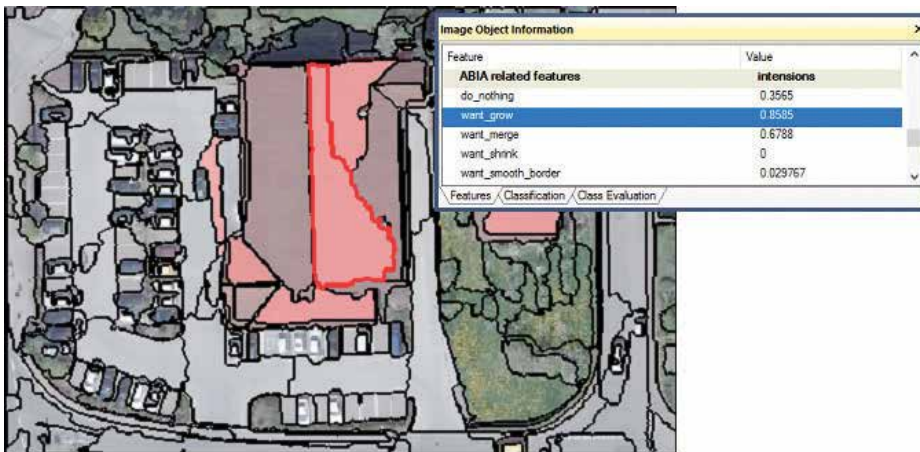 Image Object Information
Feature Value
ABIA related features intensions
do_nothing 0.3565
want_grow 0.8585
want_merge 0.6788
want_shrink 0
want_smooth_border 0.029767
Features Classification Class Evaluation